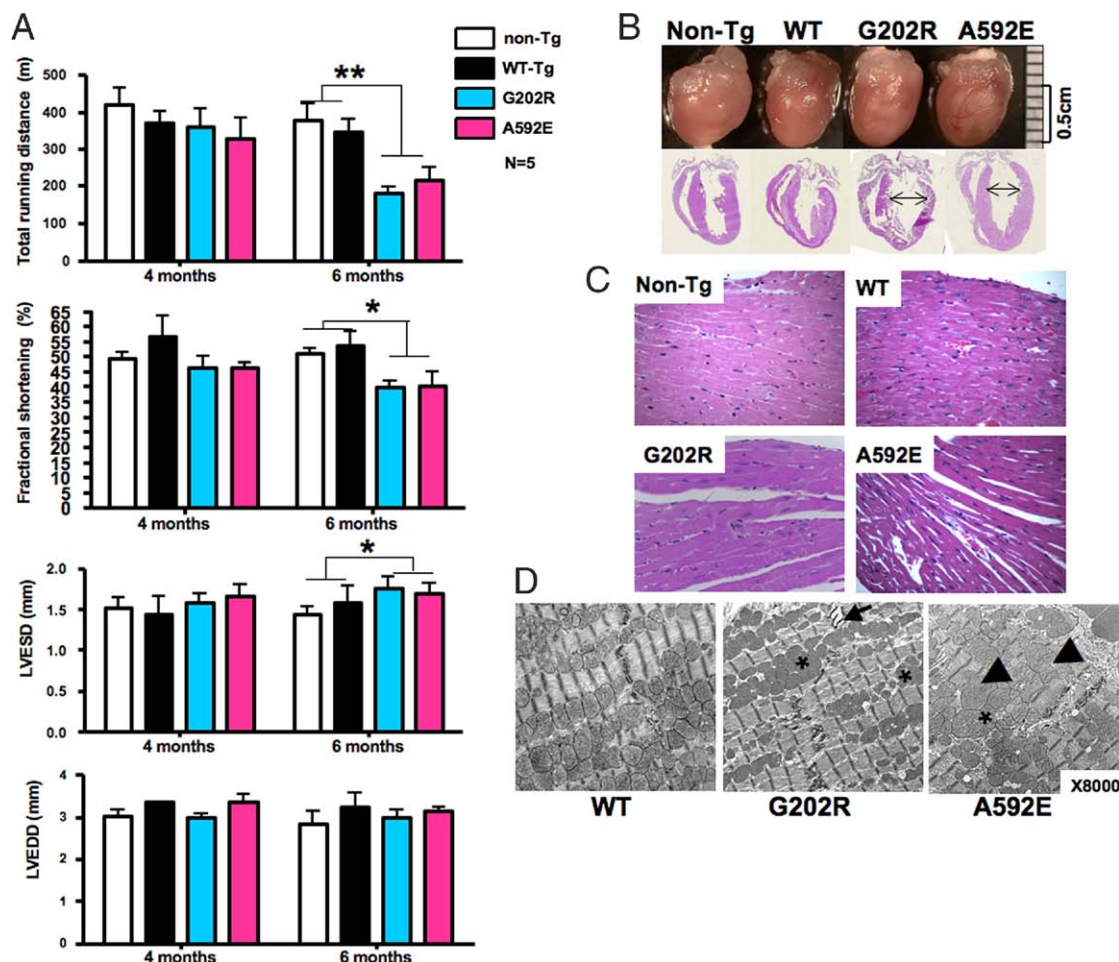 A
non-Tg
WT-Tg
G202R
A592E
N=5
Total running distance (m)
500
400
300
200
100
0
**
4 months
6 months
Fractional shortening (%)
65
60
55
50
45
40
35
30
25
20
15
10
5
0
*
4 months
6 months
LVESD (mm)
2.0
1.5
1.0
0.5
0.0
*
4 months
6 months
LVEDD (mm)
4
3
2
1
0
4 months
6 months
B
Non-Tg WT G202R A592E
0.5cm
C
Non-Tg
WT
G202R
A592E
D
*
*
*
X8000
WT
G202R
A592E